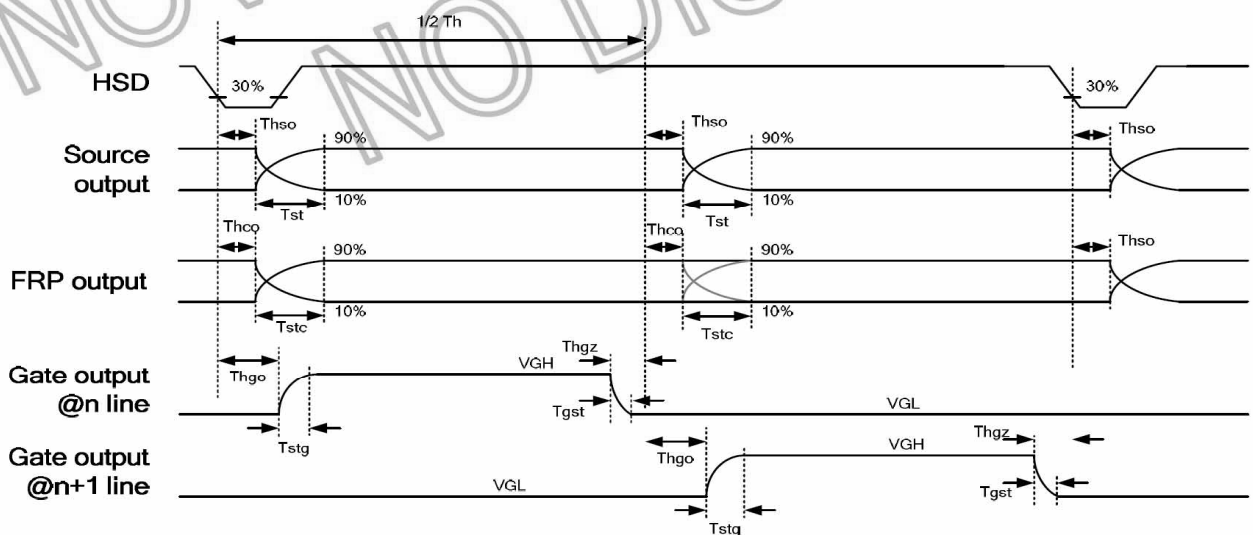 NO DIS
1/2 Th
HSD
30%
30%
Thso
Thso
Thso
Source
output
90%
90%
10%
10%
Tst
Tst
Thco
Thco
Thso
FRP output
90%
90%
10%
10%
Tstc
Tstc
Gate output
@n line
Thgo
VGH
Thgz
Tgst
VGL
Tstg
Gate output
@n+1 line
VGL
Thgo
VGH
Thgz
Tgst
Tstg